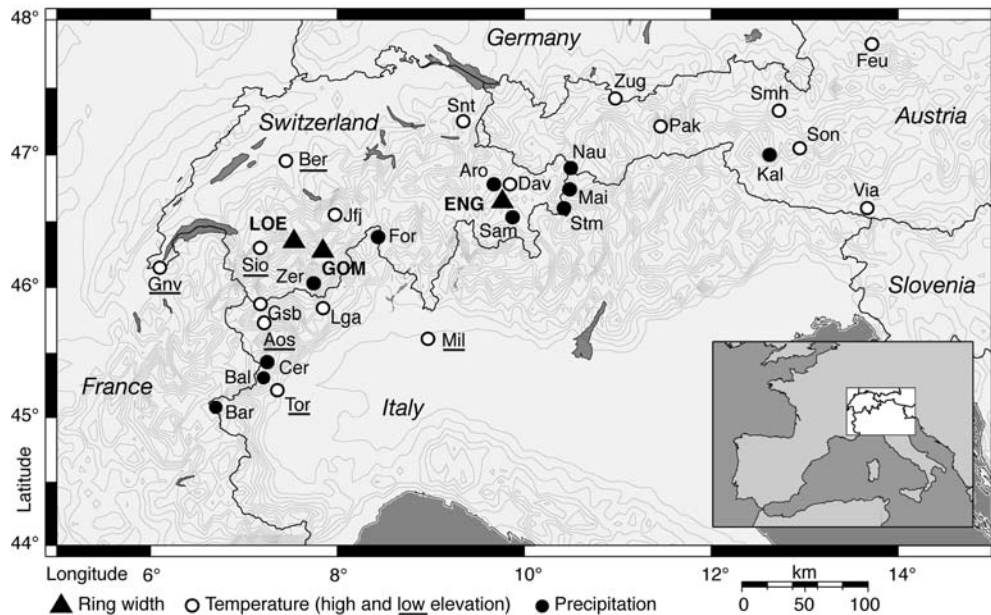 48°
Germany
Feu
Zug
Snt
Smh
Switzerland
Pak
Son
Austria
47°
Ber
Nau
Aro
Dav
Kal
ENG
Mai
Via
LOE
Jfj
For
Sam
Stm
Sio
GOM
Gnv
Zer
46°
Slovenia
Gsb
Lga
Aos
Mil
Cer
France
Bal
Tor
Bar
Italy
45°
Latitude
44°
Longitude
6°
8°
10°
12°
km
14°
0
50
100
Ring width
Temperature (high and low elevation)
Precipitation